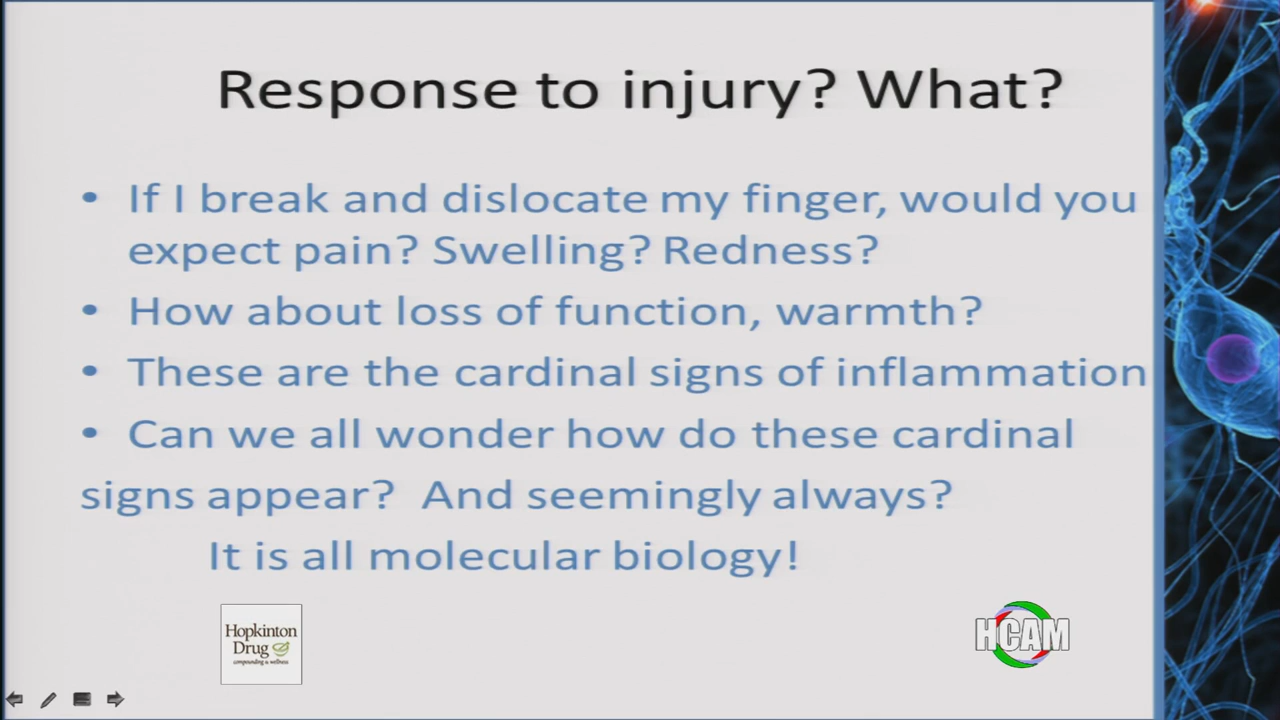 Response to injury? What?
• If I break and dislocate my finger, would you
expect pain? Swelling? Redness?
• How about loss of function, warmth?
• These are the cardinal signs of inflammation
• Can we all wonder how do these cardinal
signs appear? And seemingly always?
It is all molecular biology!
Hopkinton
Drug
compounding & wellness
HCAM